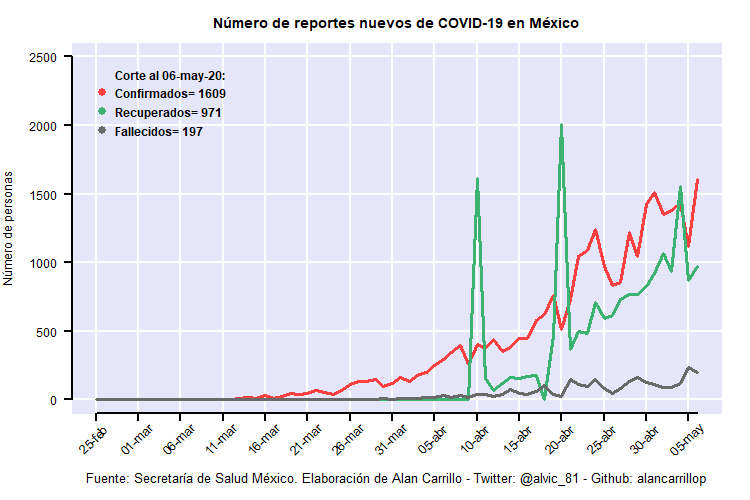 Número de reportes nuevos de COVID-19 en México
Número de personas
2500
2000
1500
1000
500
0
Corte al 06-may-20:
Confirmados= 1609
Recuperados= 971
Fallecidos= 197
25-feb
01-mar
06-mar
11-mar
16-mar
21-mar
26-mar
31-mar
05-abr
10-abr
15-abr
20-abr
25-abr
30-abr
05-may
Fuente: Secretaría de Salud México. Elaboración de Alan Carrillo - Twitter: @alvic_81 - Github: alancarrillop